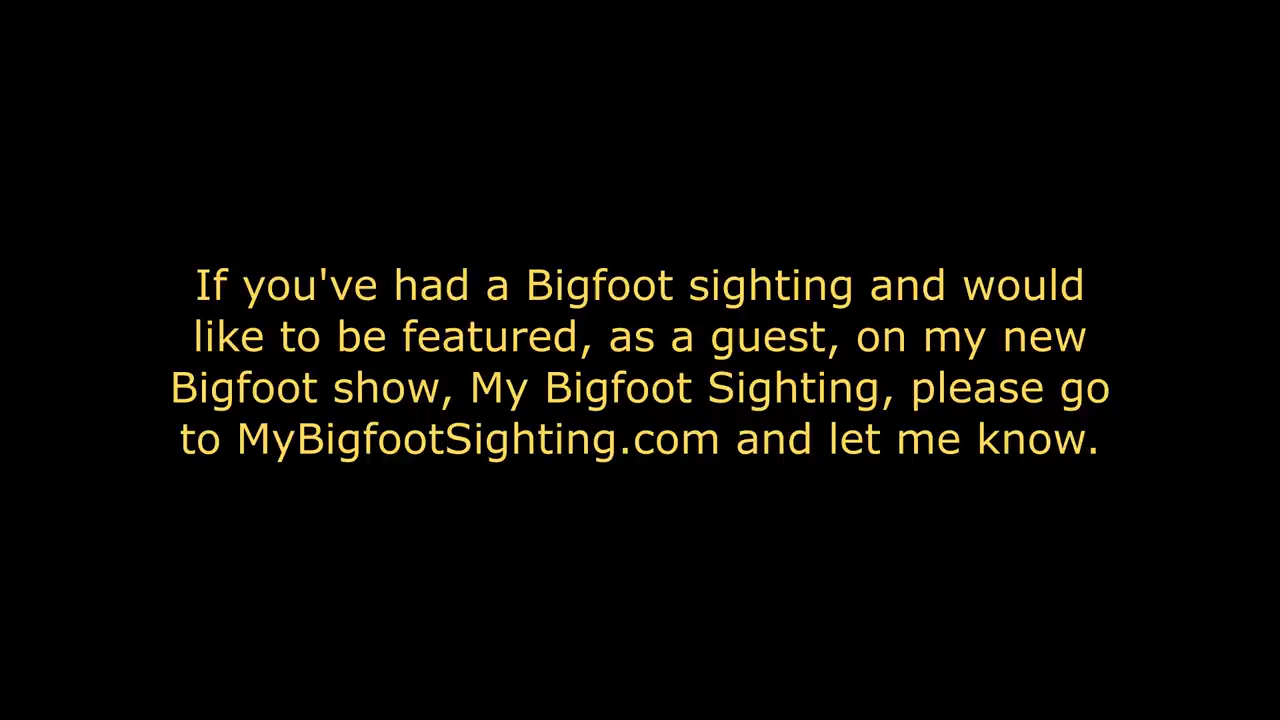 If you've had a Bigfoot sighting and would
like to be featured, as a guest, on my new
Bigfoot show, My Bigfoot Sighting, please go
to MyBigfootSighting.com and let me know.